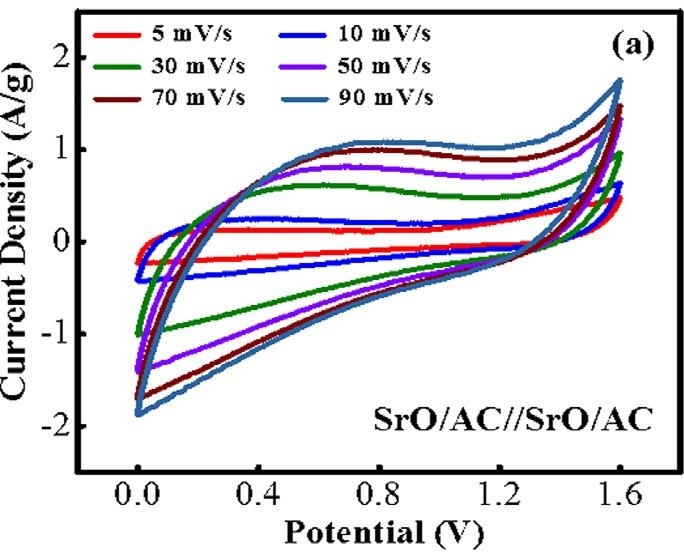 5 mV/s 10 mV/s
30 mV/s 50 mV/s
70 mV/s 90 mV/s
(a)
Current Density (A/g)
2
1
0
-1
-2
SrO/AC//SrO/AC
0.0 0.4 0.8 1.2 1.6
Potential (V)